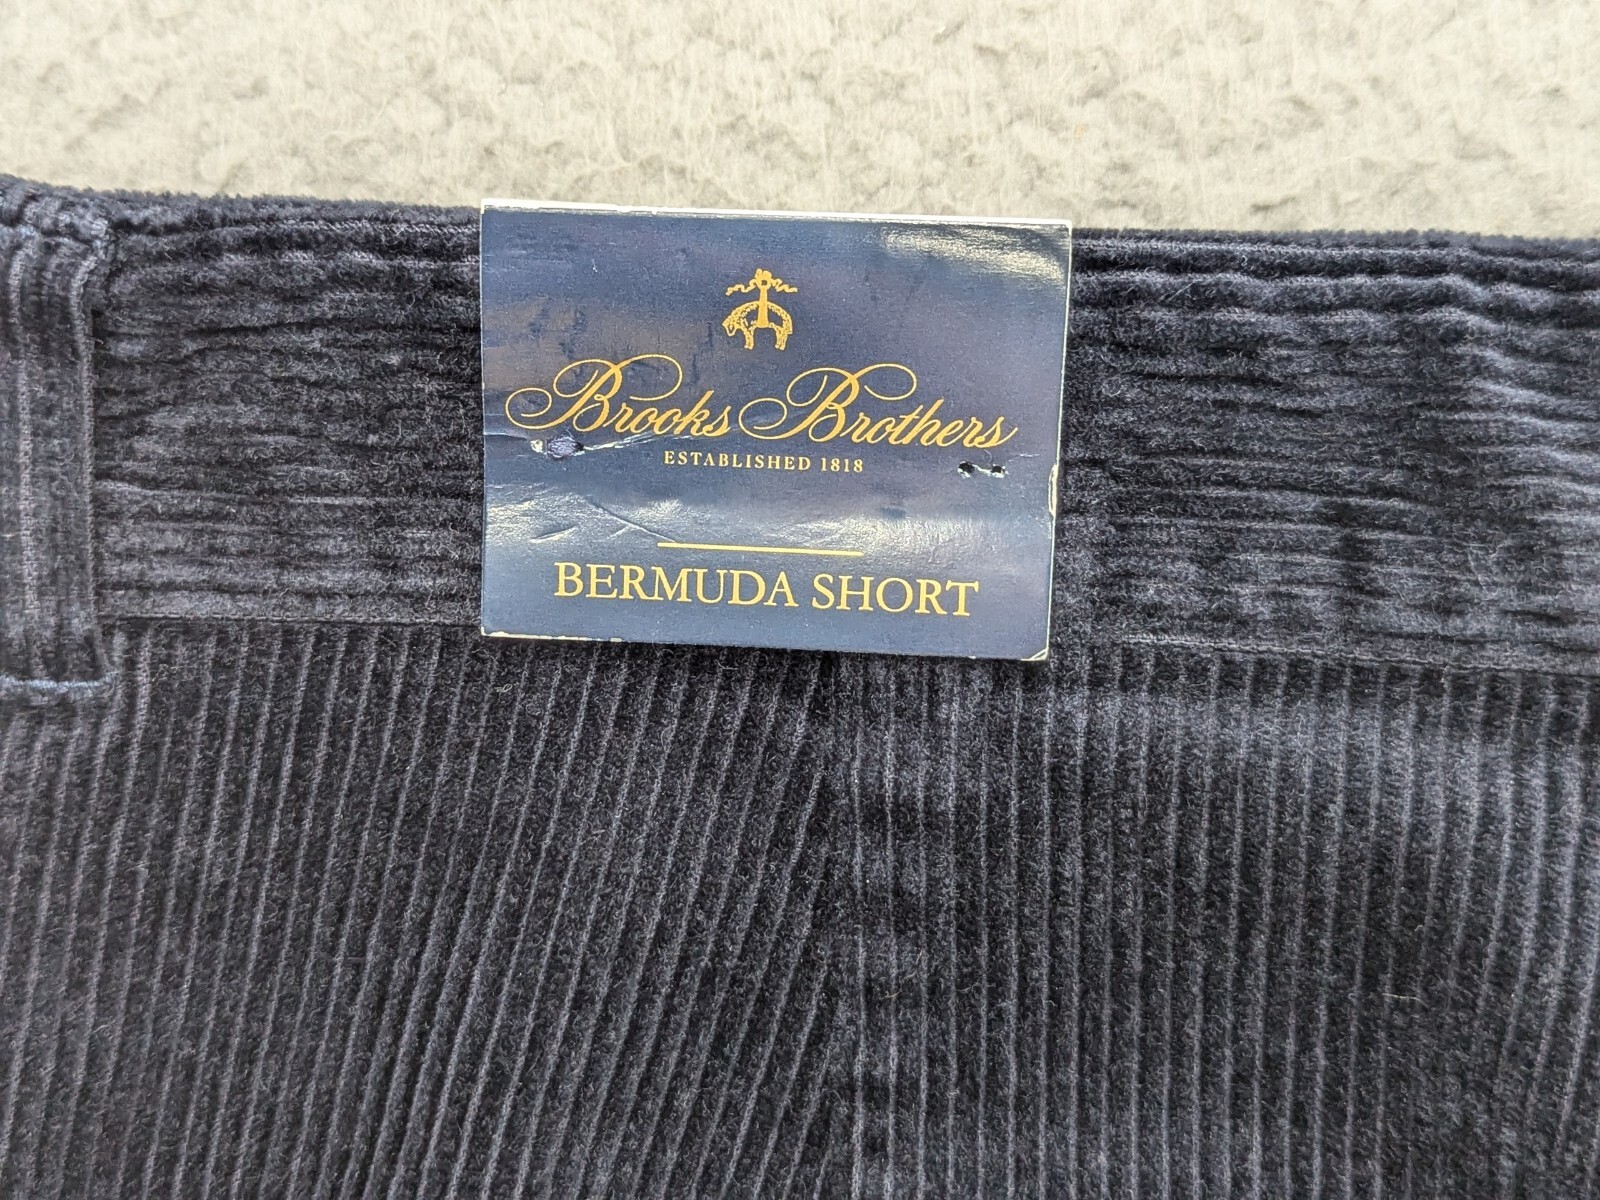 Brooks Brothers
ESTABLISHED 1818
BERMUDA SHORT